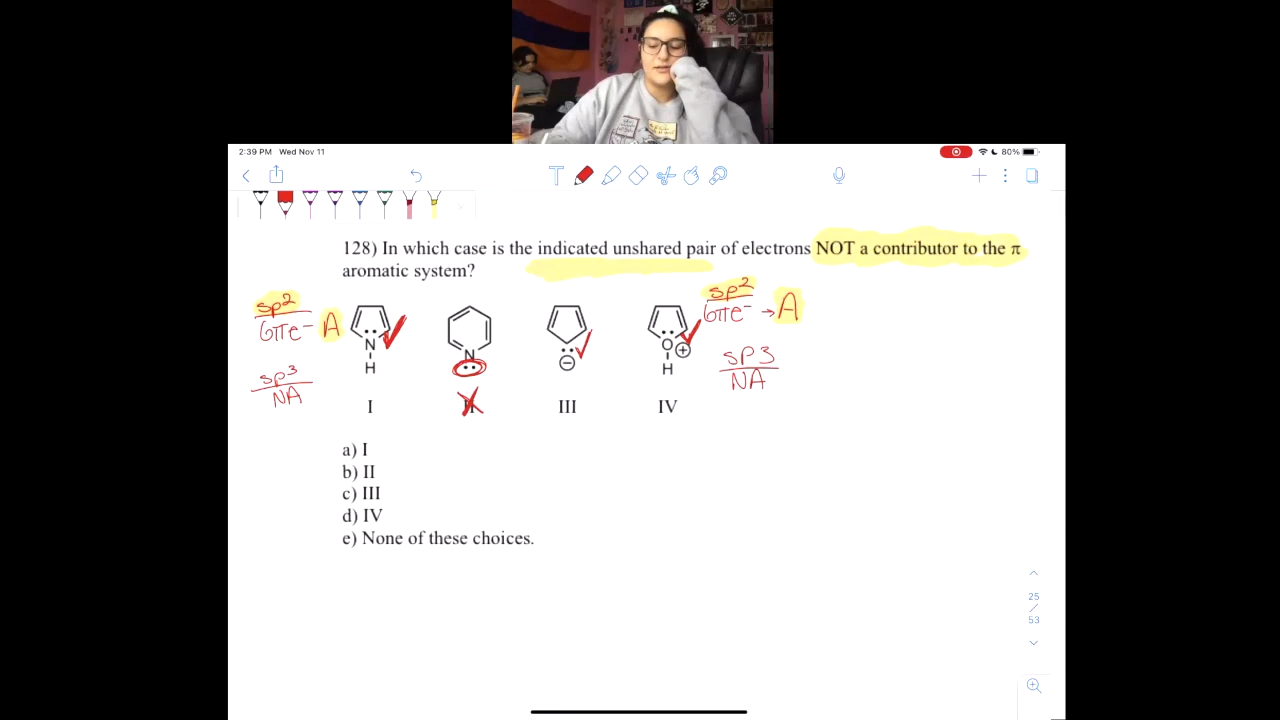 2:39 PM Wed Nov 11
80%
T
128) In which case is the indicated unshared pair of electrons NOT a contributor to the π
aromatic system?
sp2
6πe- A
sp3
NA
N
H
N
⊖
O ⊕
H
sp2
6πe- → A
SP3
NA
I
II
III
IV
a) I
b) II
c) III
d) IV
e) None of these choices.
25
/
53